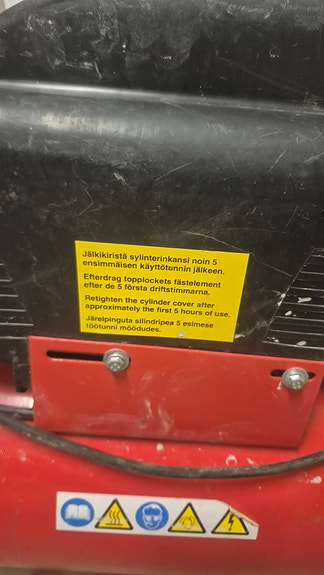 Jälkikiristä sylinterinkansi noin 5
ensimmäisen käyttötunnin jälkeen.
Efterdrag topplockets fästelement
efter de 5 första driftstimmarna.
Retighten the cylinder cover after
approximately the first 5 hours of use.
Järelpinguta silindripea 5 esimese
töötunni möödudes.